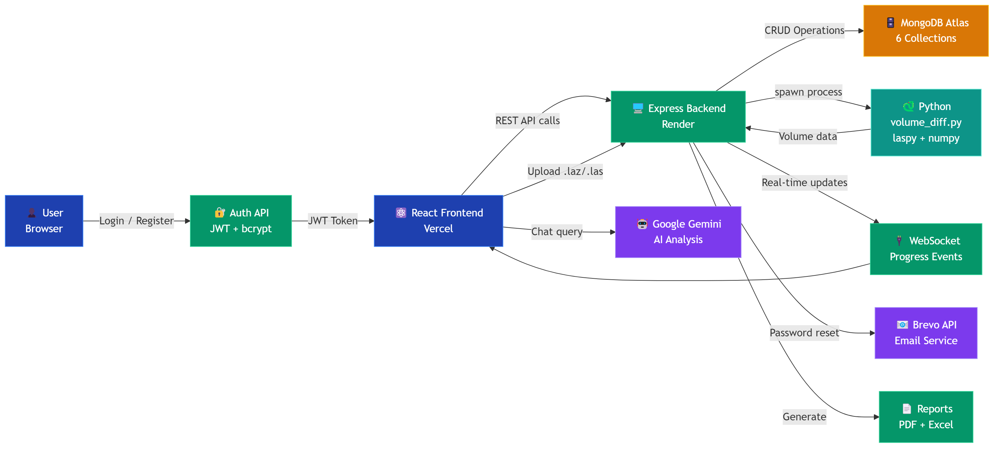 User
Browser
Login / Register
Auth API
JWT + bcrypt
JWT Token
React Frontend
Vercel
REST API calls
Upload .laz/.las
Chat query
Express Backend
Render
Google Gemini
AI Analysis
CRUD Operations
spawn process
Volume data
Real-time updates
Password reset
Generate
MongoDB Atlas
6 Collections
Python
volume_diff.py
laspy + numpy
WebSocket
Progress Events
Brevo API
Email Service
Reports
PDF + Excel